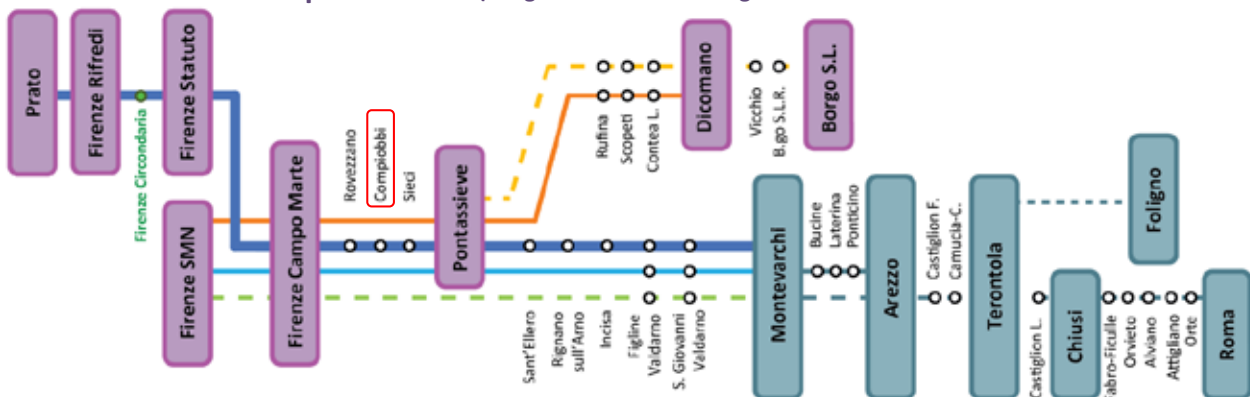 Prato
Firenze Rifredi
Firenze Circondaria
Firenze Statuto
Firenze SMN
Firenze Campo Marte
Rovezzano
Compiobbi
Sieci
Pontassieve
Rufina
Scopeti
Contea L.
Dicomano
Vicchio
B.go S.L.R.
Borgo S.L.
Sant'Ellero
Rignano
sull'Arno
Incisa
Figline
Valdarno
S. Giovanni
Valdarno
Montevarchi
Bucine
Laterina
Ponticino
Arezzo
Castiglion F.
Camucia-C.
Terontola
Foligno
Castiglion L.
Chiusi
Fabro-Ficulle
Orvieto
Alviano
Attigliano
Orte
Roma